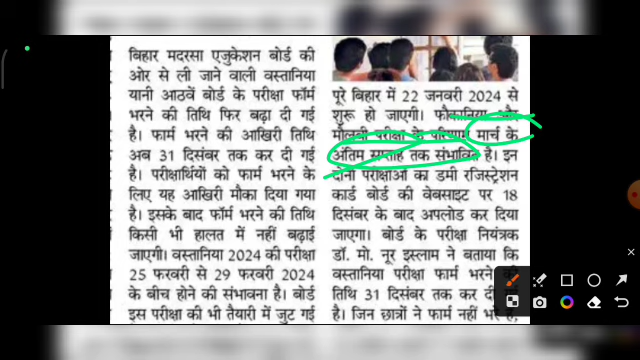 बिहार मदरसा एजुकेशन बोर्ड की
ओर से ली जाने वाली वस्तानिया
यानी आठवें बोर्ड के परीक्षा फॉर्म
भरने की तिथि फिर बढ़ा दी गई
है। फार्म भरने की आखिरी तिथि
अब 31 दिसंबर तक कर दी गई
है। परीक्षार्थियों को फार्म भरने के
लिए यह आखिरी मौका दिया गया
है। इसके बाद फॉर्म भरने की तिथि
किसी भी हालत में नहीं बढ़ाई
जाएगी। वस्तानिया 2024 की परीक्षा
25 फरवरी से 29 फरवरी 2024
के बीच होने की संभावना है। बोर्ड
इस परीक्षा की भी तैयारी में जुट गई
पूरे बिहार में 22 जनवरी 2024 से
शुरू हो जाएगी। फौकानिया और
मौलवी परीक्षा के परिणाम मार्च के
अंतिम सप्ताह तक संभावित है। इन
दोनों परीक्षाओं का डमी रजिस्ट्रेशन
कार्ड बोर्ड की वेबसाइट पर 18
दिसंबर के बाद अपलोड कर दिया
जाएगा। बोर्ड के परीक्षा नियंत्रक
डॉ. मो. नूर इस्लाम ने बताया कि
वस्तानिया परीक्षा फार्म भरने
तिथि 31 दिसंबर तक कर दी
है। जिन छात्रों ने फार्म नहीं भरे है,